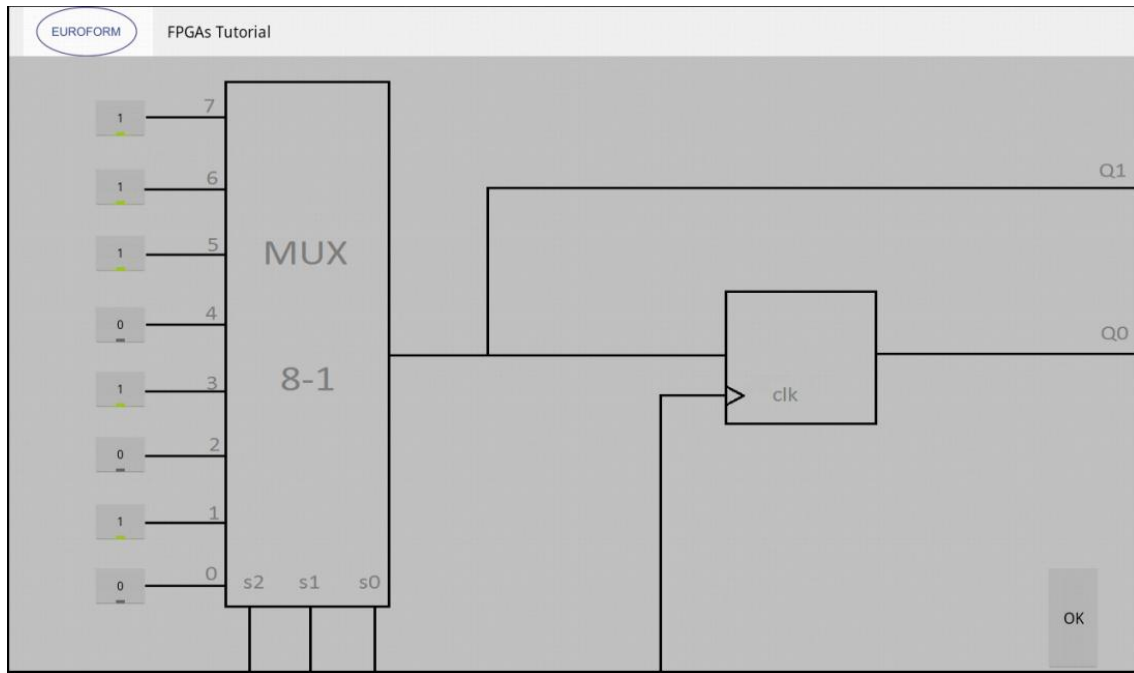 EUROFORM
FPGAs Tutorial
1 7
1 6
1 5
0 4
1 3
0 2
1 1
0 0
MUX
8-1
s2 s1 s0
Q1
Q0
clk
OK